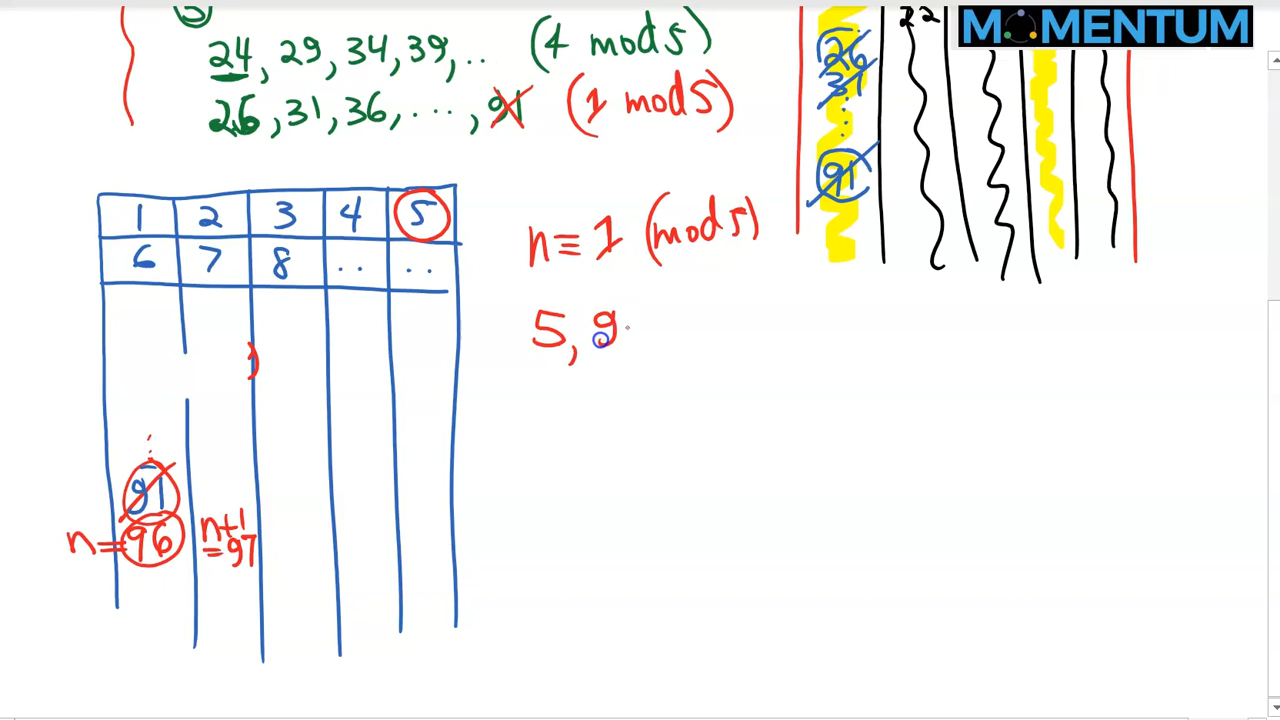 5
24, 29, 34, 39, .. (4 mod 5)
26, 31, 36, ..., 91 (1 mod 5)
22
MOMENTUM
26
31
91
1 2 3 4 5
6 7 8 .. ..
n ≡ 1 (mod 5)
5, 9
91
n = 96
n+1
= 97